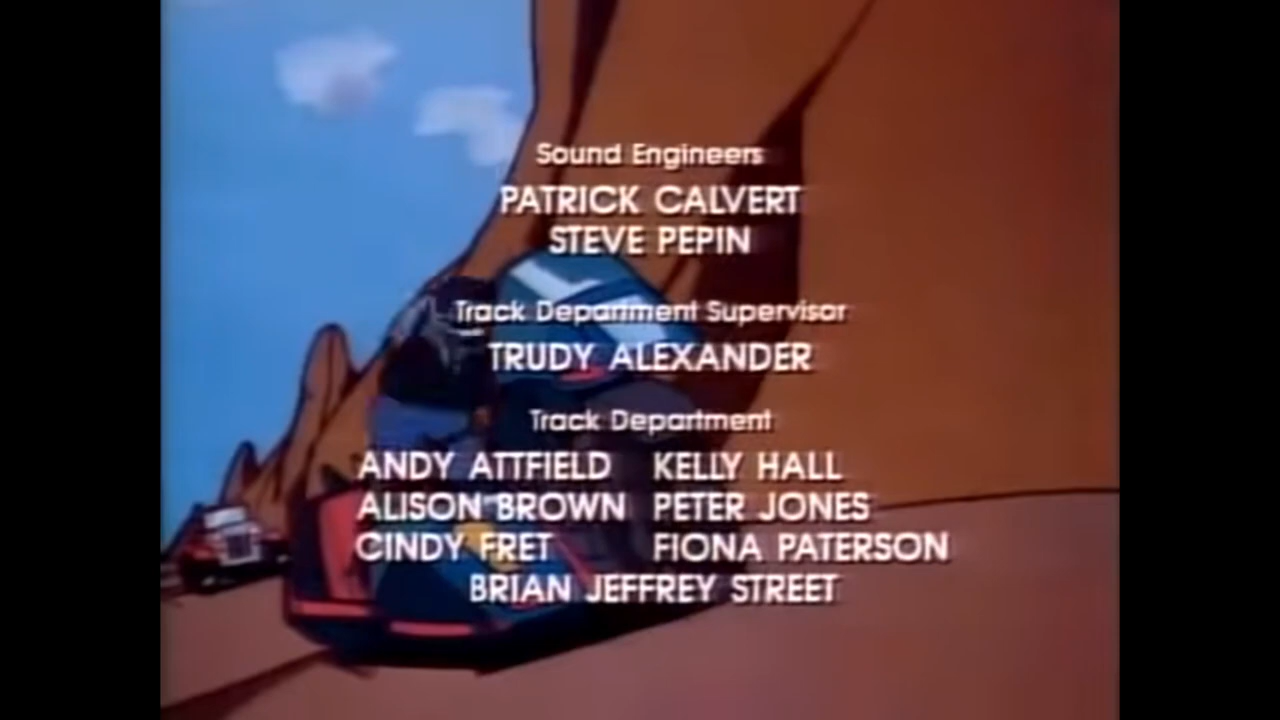 Sound Engineers
PATRICK CALVERT
STEVE PEPIN
Track Department Supervisor
TRUDY ALEXANDER
Track Department
ANDY ATTFIELD KELLY HALL
ALISON BROWN PETER JONES
CINDY FRET FIONA PATERSON
BRIAN JEFFREY STREET